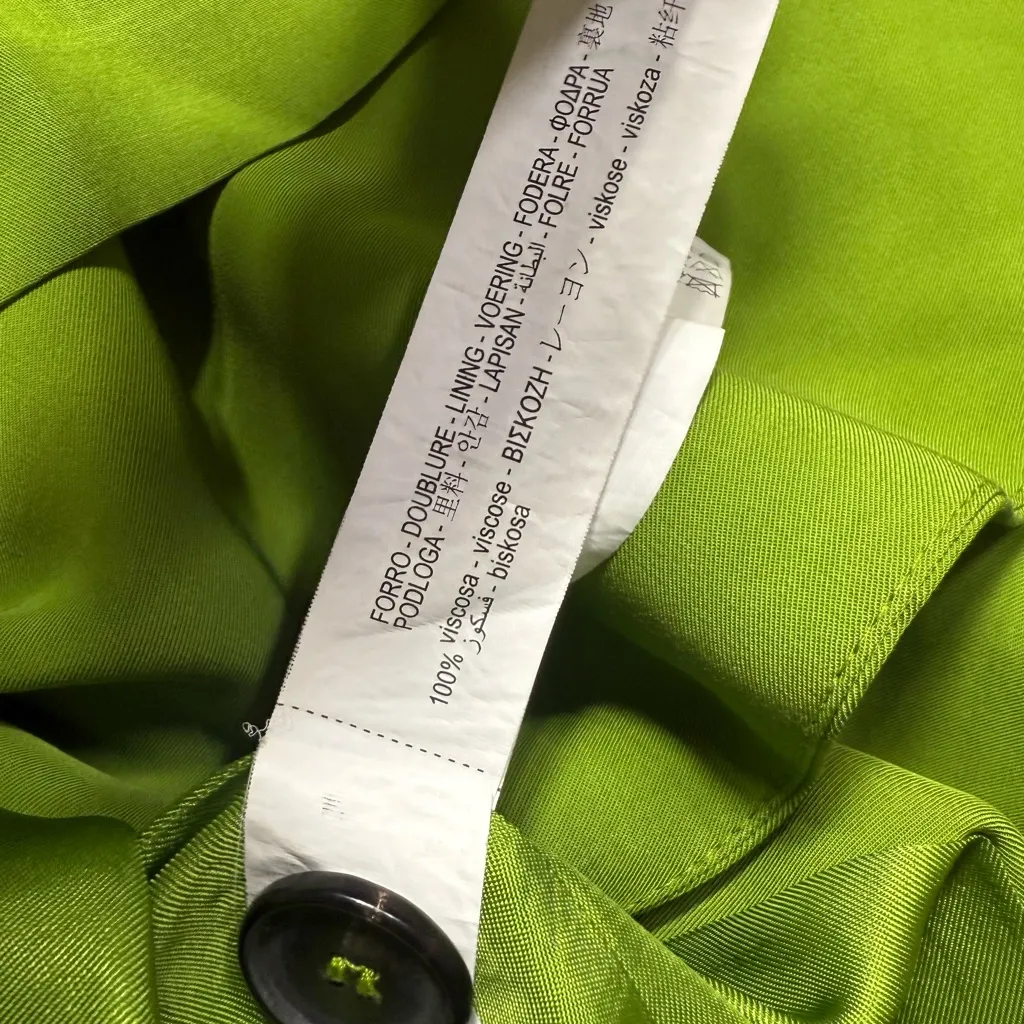 FORRO - DOUBLURE - LINING - VOERING - FODERA - ΦΟΔΡΑ - 裏地
PODLOGA - 里料 - 안감 - LAPISAN - البطانة - FOLRE - FORRUA
100% viscosa - viscose - ΒΙΣΚΟΖΗ - レーヨン - viskose - viskoza - 粘纤
فسكوز - biskosa